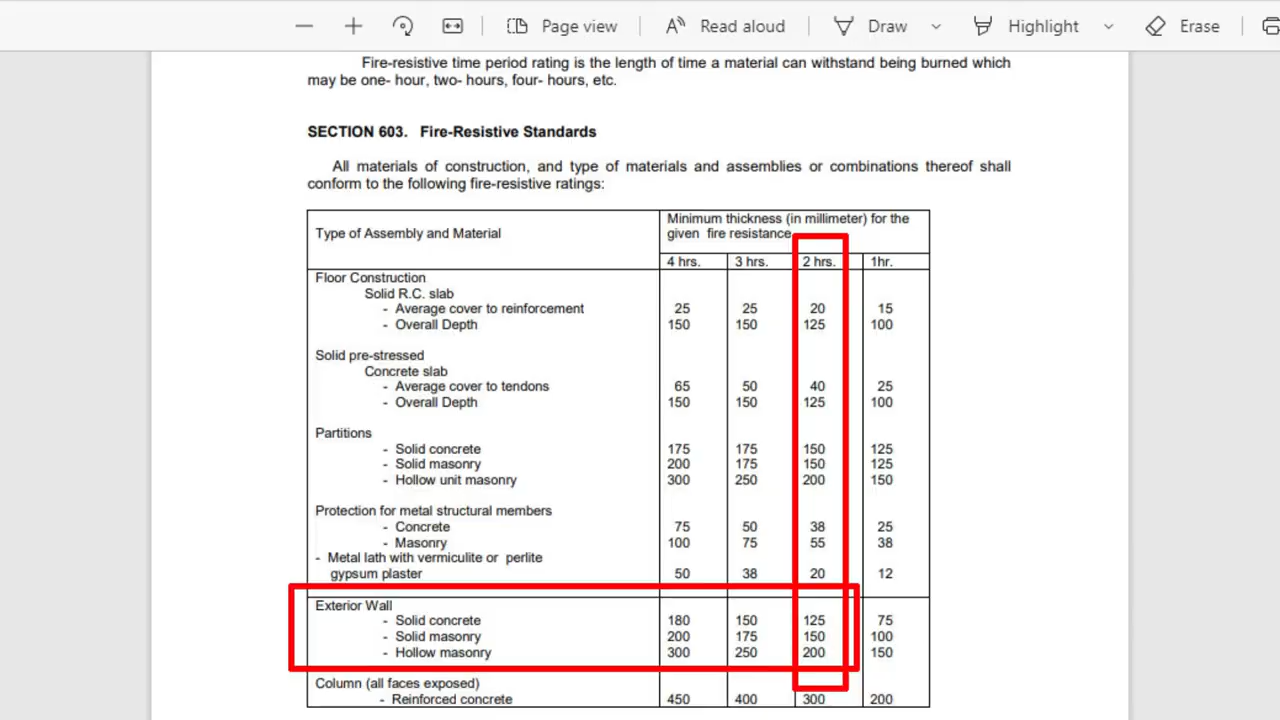 Page view Read aloud Draw Highlight Erase
Fire-resistive time period rating is the length of time a material can withstand being burned which
may be one- hour, two- hours, four- hours, etc.
SECTION 603. Fire-Resistive Standards
All materials of construction, and type of materials and assemblies or combinations thereof shall
conform to the following fire-resistive ratings:
Type of Assembly and Material
Minimum thickness (in millimeter) for the
given fire resistance
4 hrs. 3 hrs. 2 hrs. 1hr.
Floor Construction
Solid R.C. slab
- Average cover to reinforcement 25 25 20 15
- Overall Depth 150 150 125 100
Solid pre-stressed
Concrete slab
- Average cover to tendons 65 50 40 25
- Overall Depth 150 150 125 100
Partitions
- Solid concrete 175 175 150 125
- Solid masonry 200 175 150 125
- Hollow unit masonry 300 250 200 150
Protection for metal structural members
- Concrete 75 50 38 25
- Masonry 100 75 55 38
- Metal lath with vermiculite or perlite
gypsum plaster 50 38 20 12
Exterior Wall
- Solid concrete 180 150 125 75
- Solid masonry 200 175 150 100
- Hollow masonry 300 250 200 150
Column (all faces exposed)
- Reinforced concrete 450 400 300 200